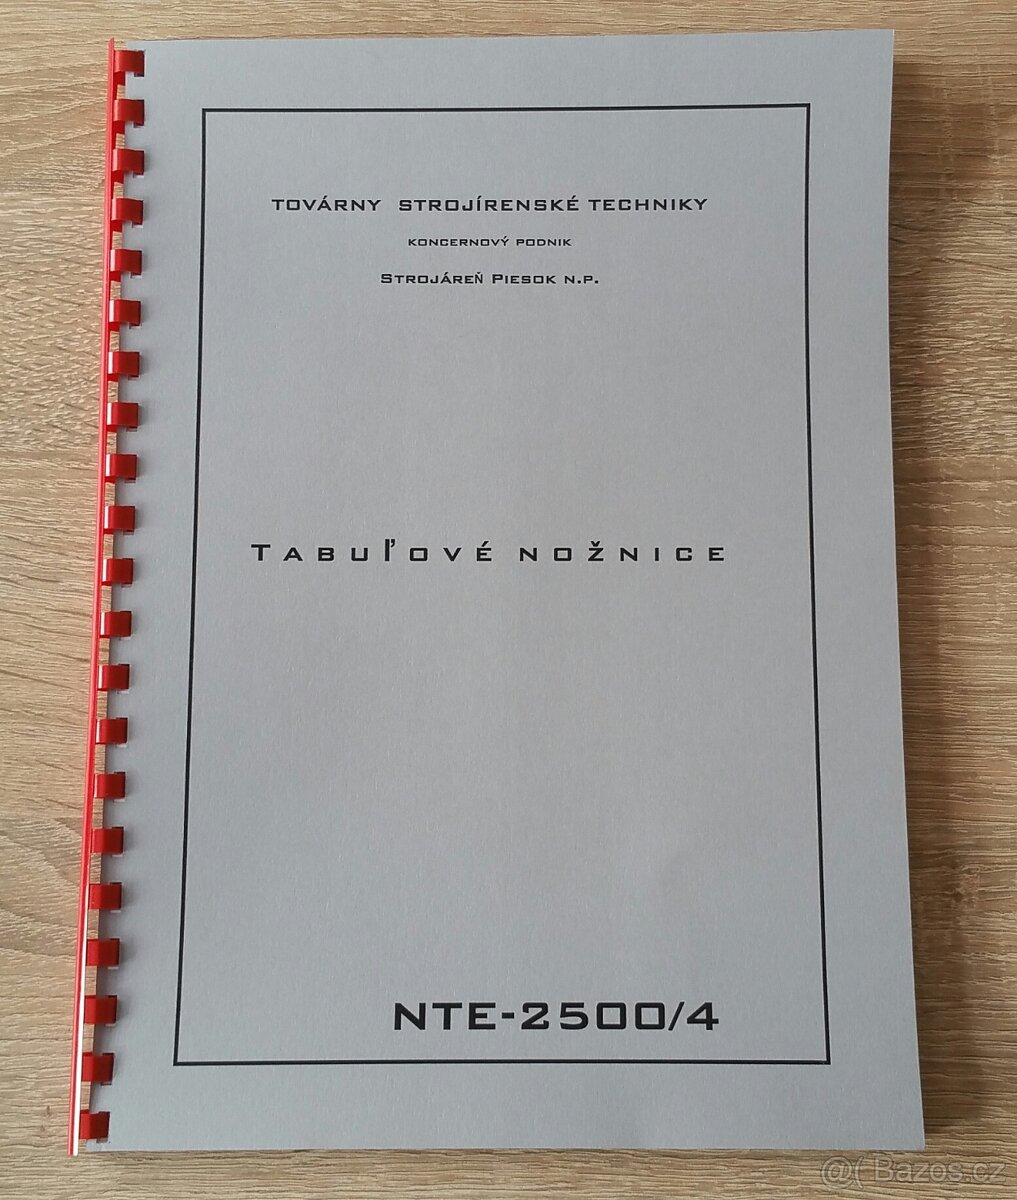 TOVÁRNY STROJÍRENSKÉ TECHNIKY
KONCERNOVÝ PODNIK
STROJÁREŇ PIESOK N.P.
TABUĽOVÉ NOŽNICE
NTE-2500/4
@( Bazos.cz